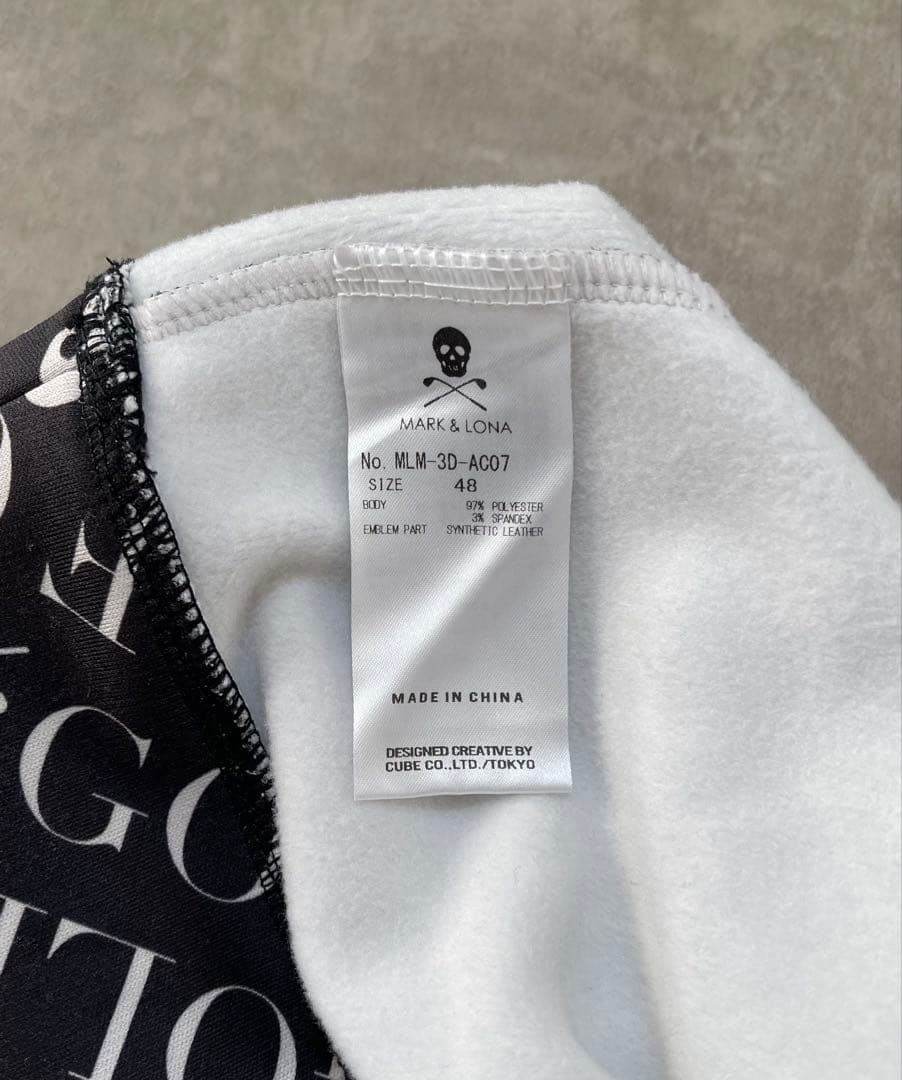 MARK & LONA
No. MLM-3D-AC07
SIZE 48
BODY 97% POLYESTER
3% SPANDEX
EMBLEM PART SYNTHETIC LEATHER
MADE IN CHINA
DESIGNED CREATIVE BY
CUBE CO.,LTD./TOKYO
GO